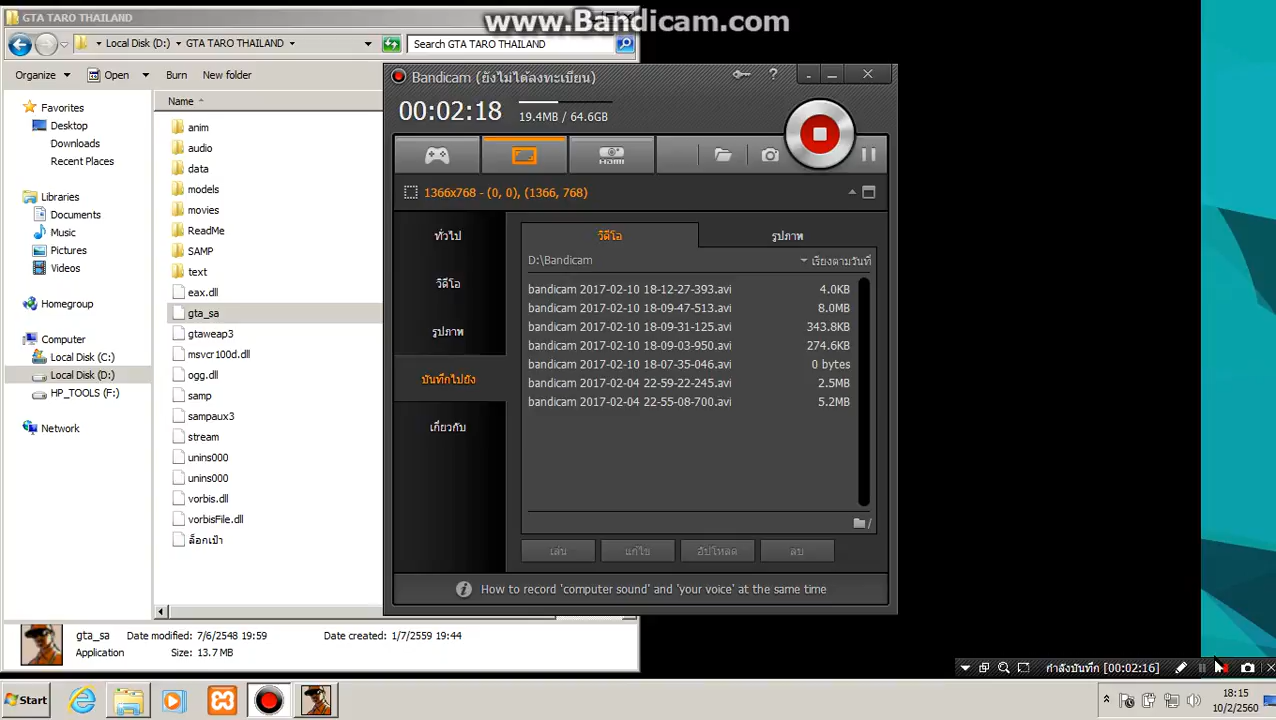 GTA TARO THAILAND
www.Bandicam.com
Local Disk (D:)
GTA TARO THAILAND
Search GTA TARO THAILAND
Organize
Open
Burn
New folder
Favorites
Desktop
Downloads
Recent Places
Libraries
Documents
Music
Pictures
Videos
Homegroup
Computer
Local Disk (C:)
Local Disk (D:)
HP_TOOLS (F:)
Network
Name
anim
audio
data
models
movies
ReadMe
SAMP
text
eax.dll
gta_sa
gtaweap3
msvcr100d.dll
ogg.dll
samp
sampaux3
stream
unins000
unins000
vorbis.dll
vorbisFile.dll
ล็อกเป้า
gta_sa
Date modified: 7/6/2548 19:59
Date created: 1/7/2559 19:44
Application
Size: 13.7 MB
Bandicam (ยังไม่ได้ลงทะเบียน)
00:02:18
19.4MB / 64.6GB
1366x768 - (0, 0), (1366, 768)
ทั่วไป
วิดีโอ
รูปภาพ
บันทึกไปยัง
เกี่ยวกับ
วิดีโอ
รูปภาพ
D:\Bandicam
เรียงตามวันที่
bandicam 2017-02-10 18-12-27-393.avi 4.0KB
bandicam 2017-02-10 18-09-47-513.avi 8.0MB
bandicam 2017-02-10 18-09-31-125.avi 343.8KB
bandicam 2017-02-10 18-09-03-950.avi 274.6KB
bandicam 2017-02-10 18-07-35-046.avi 0 bytes
bandicam 2017-02-04 22-59-22-245.avi 2.5MB
bandicam 2017-02-04 22-55-08-700.avi 5.2MB
เล่น
แก้ไข
อัปโหลด
ลบ
How to record 'computer sound' and 'your voice' at the same time
กำลังบันทึก [00:02:16]
Start
18:15
10/2/2560